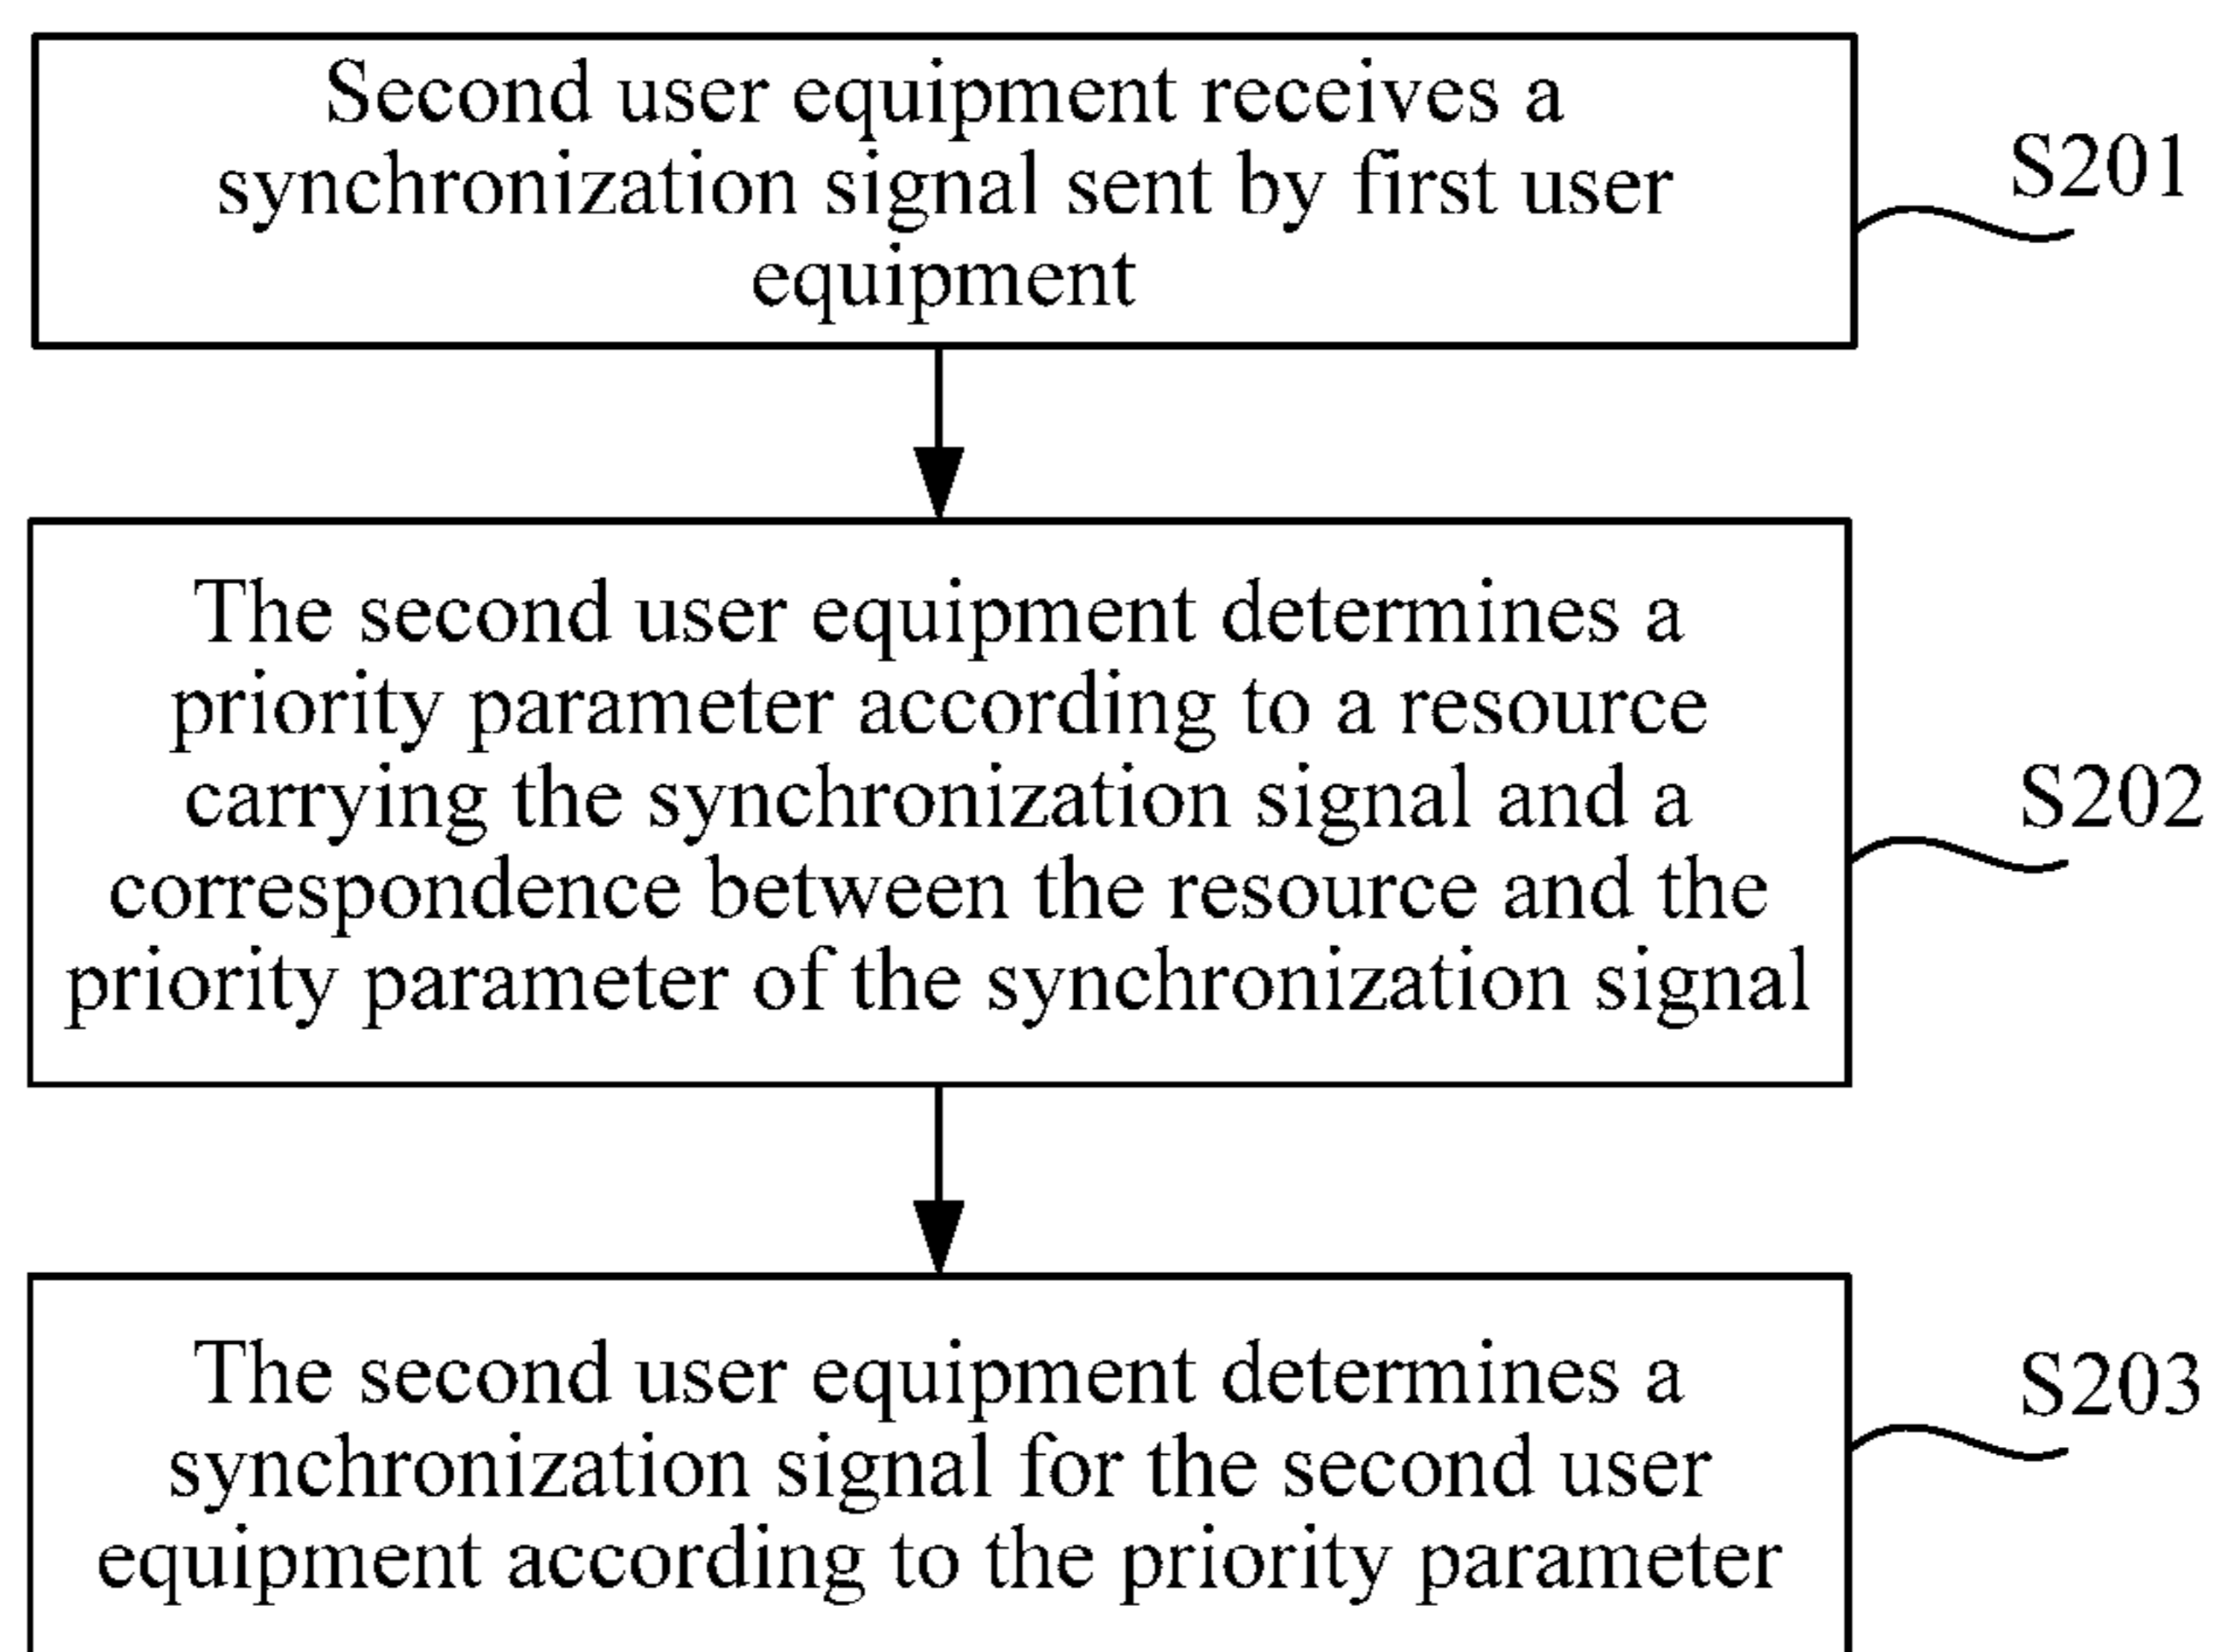 Second user equipment receives a
synchronization signal sent by first user
equipment
S201
The second user equipment determines a
priority parameter according to a resource
carrying the synchronization signal and a
correspondence between the resource and the
priority parameter of the synchronization signal
S202
The second user equipment determines a
synchronization signal for the second user
equipment according to the priority parameter
S203